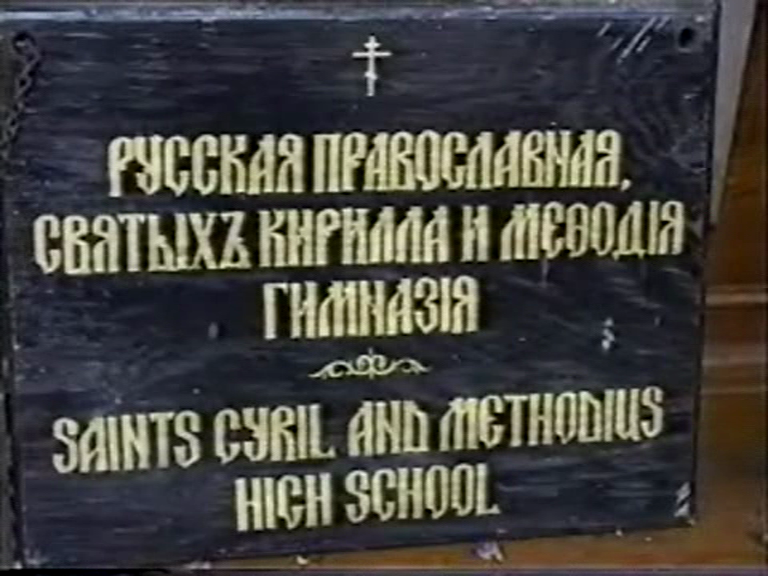 РУССКАЯ ПРАВОСЛАВНАЯ,
СВЯТЫХЪ КИРИЛЛА И МЕѲОДІЯ
ГИМНАЗІЯ
SAINTS CYRIL AND METHODIUS
HIGH SCHOOL